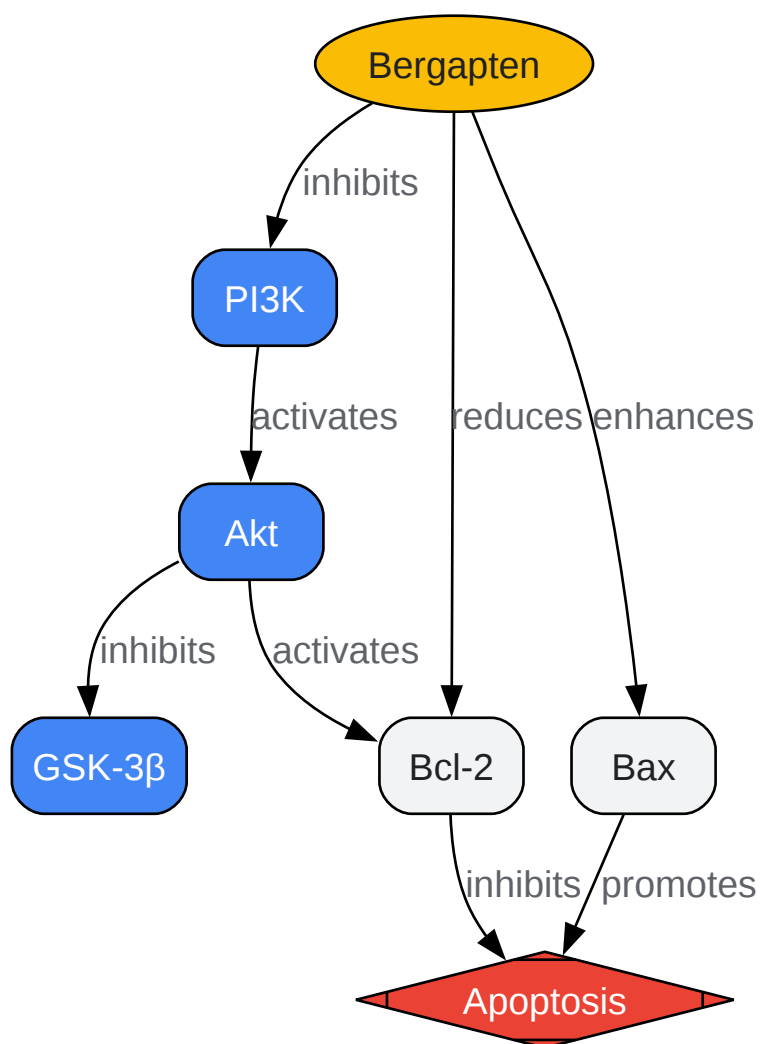 Bergapten
inhibits
PI3K
activates
reduces
enhances
Akt
inhibits
activates
GSK-3β
Bcl-2
Bax
inhibits
promotes
Apoptosis